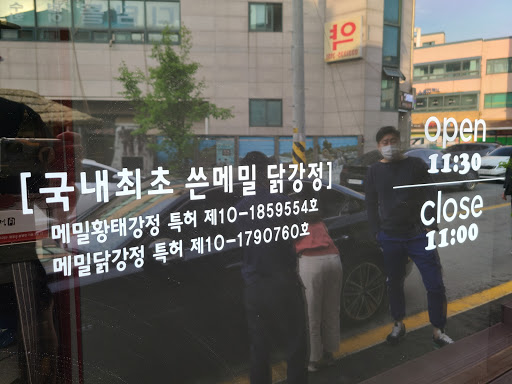 [국내최초 쓴메밀 닭강정]
메밀황태강정 특허 제10-1859554호
메밀닭강정 특허 제10-1790760호
open
11:30
close
11:00